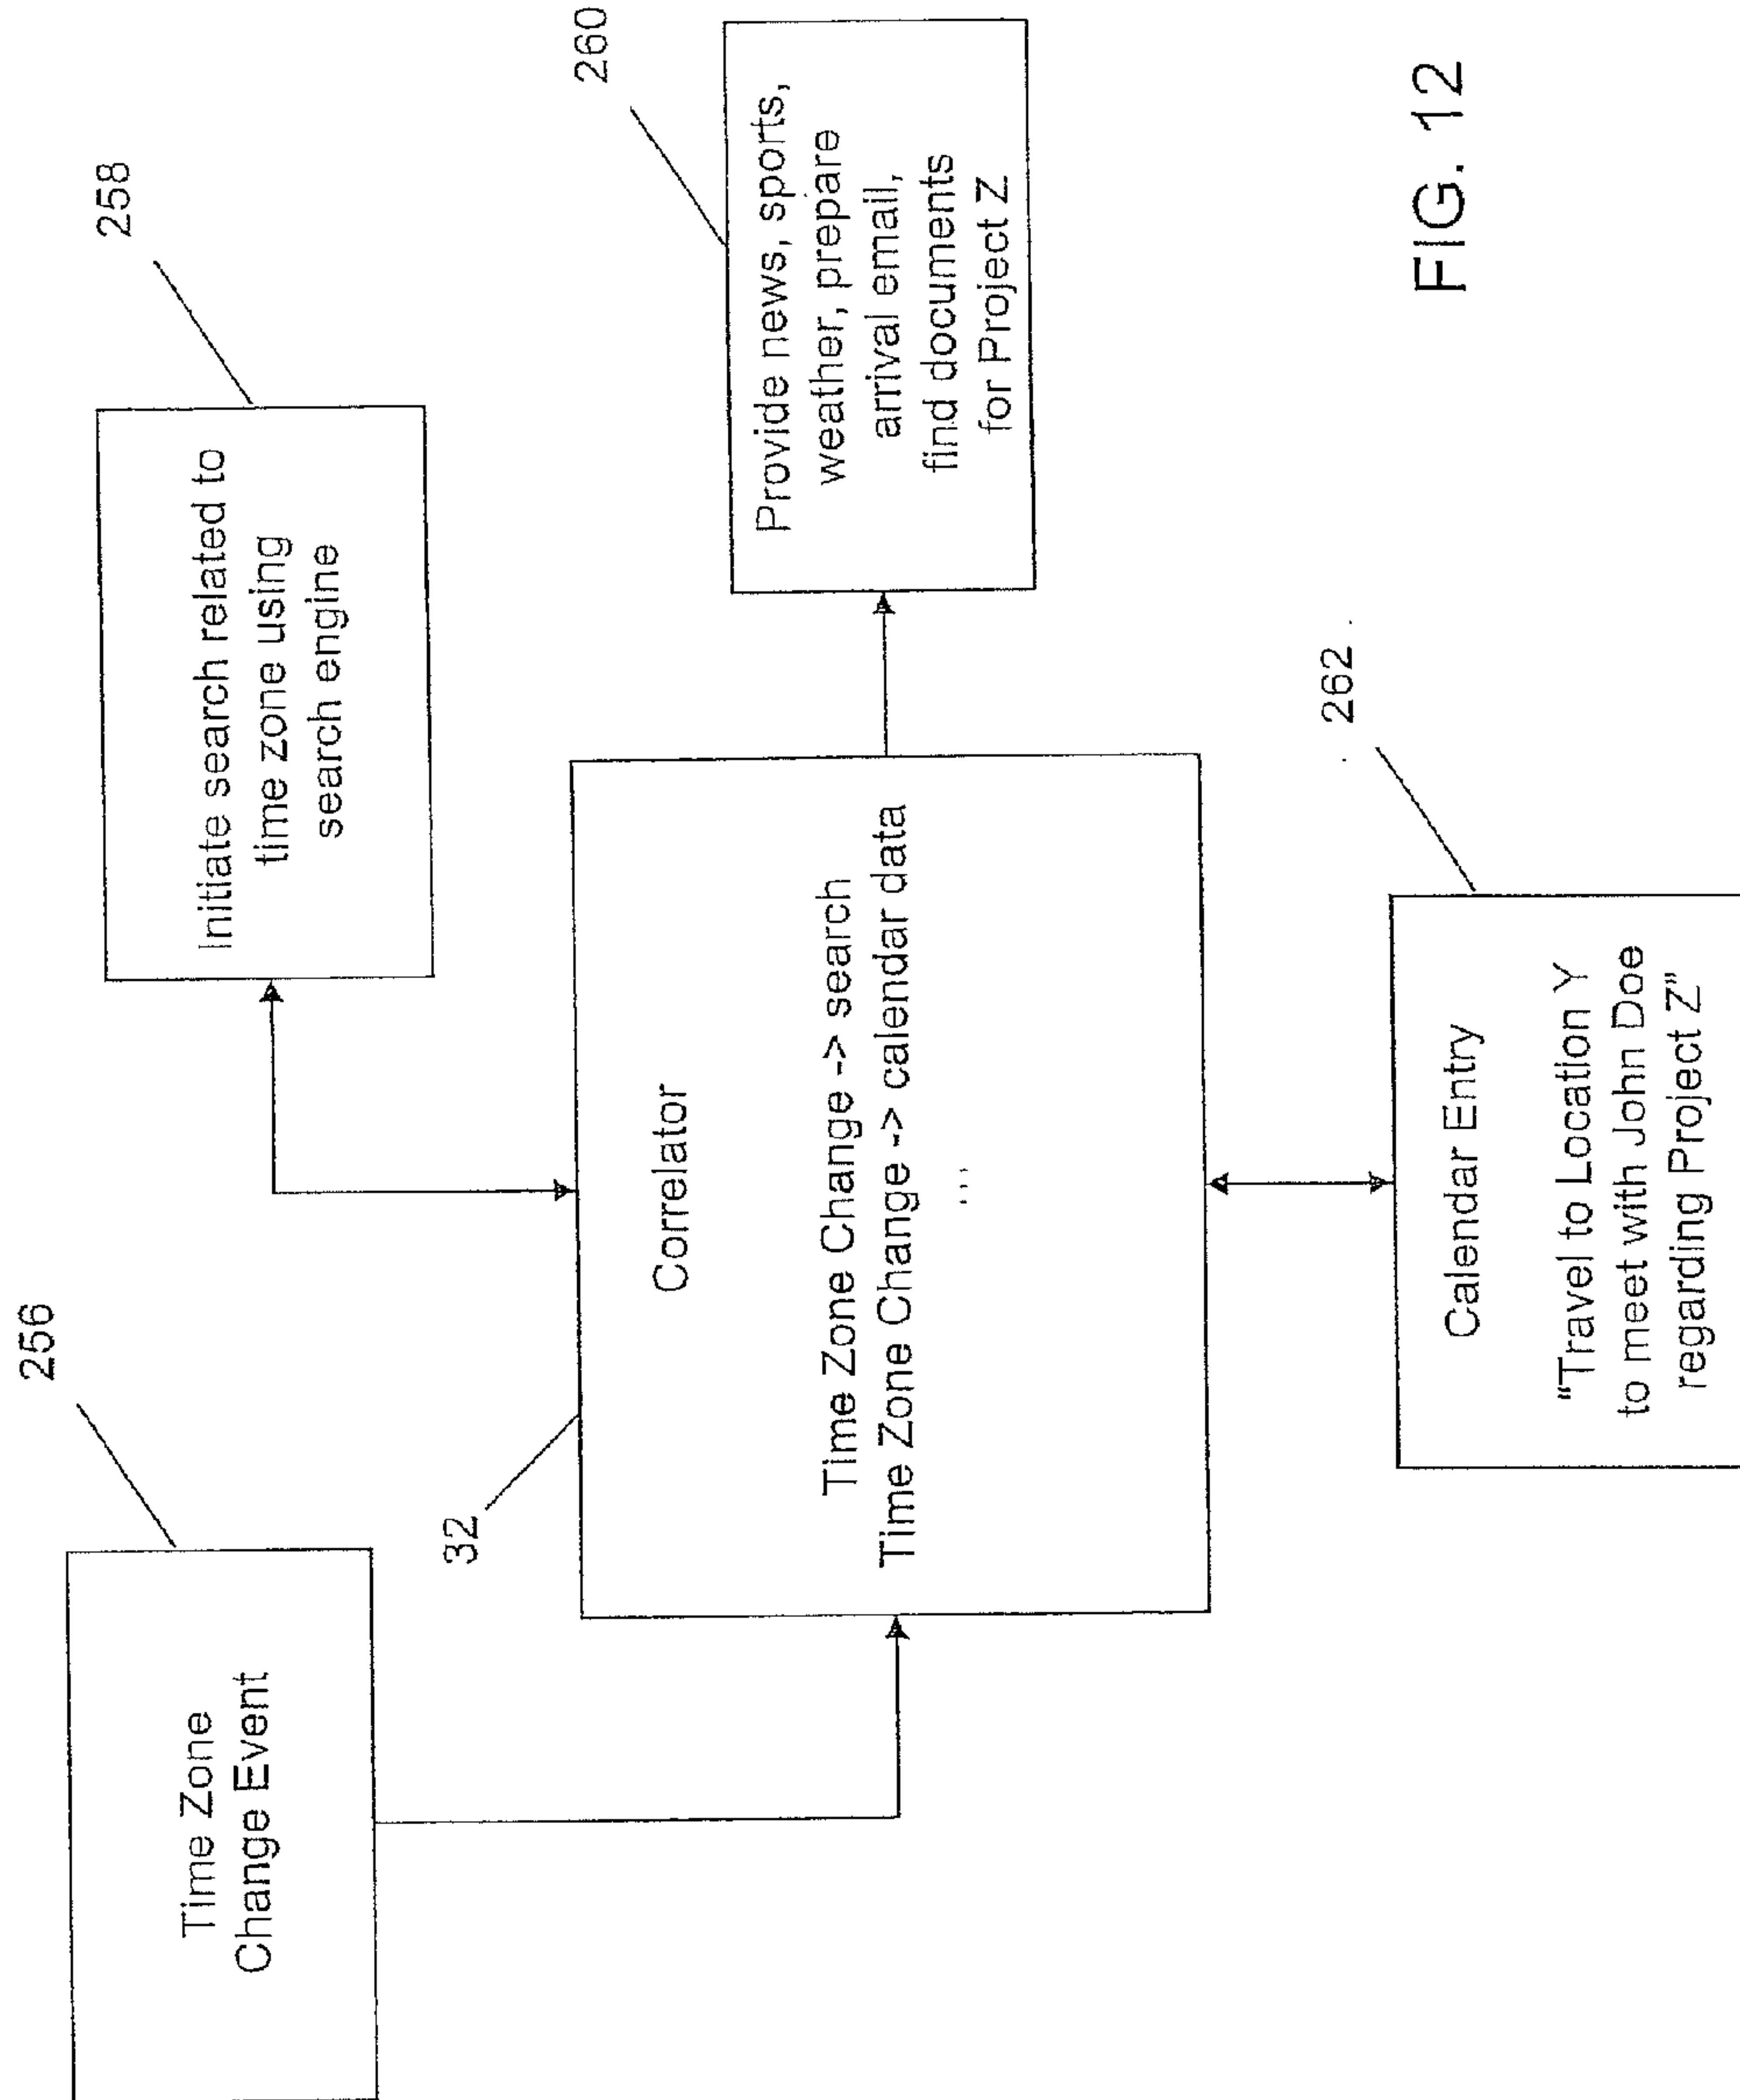 256
Time Zone
Change Event
258
Initiate search related to
time zone using
search engine
32
Correlator
Time Zone Change -> search
Time Zone Change -> calendar data
...
260
Provide news, sports,
weather, prepare
arrival email,
find documents
for Project Z
262
Calendar Entry
"Travel to Location Y
to meet with John Doe
regarding Project Z"
FIG. 12